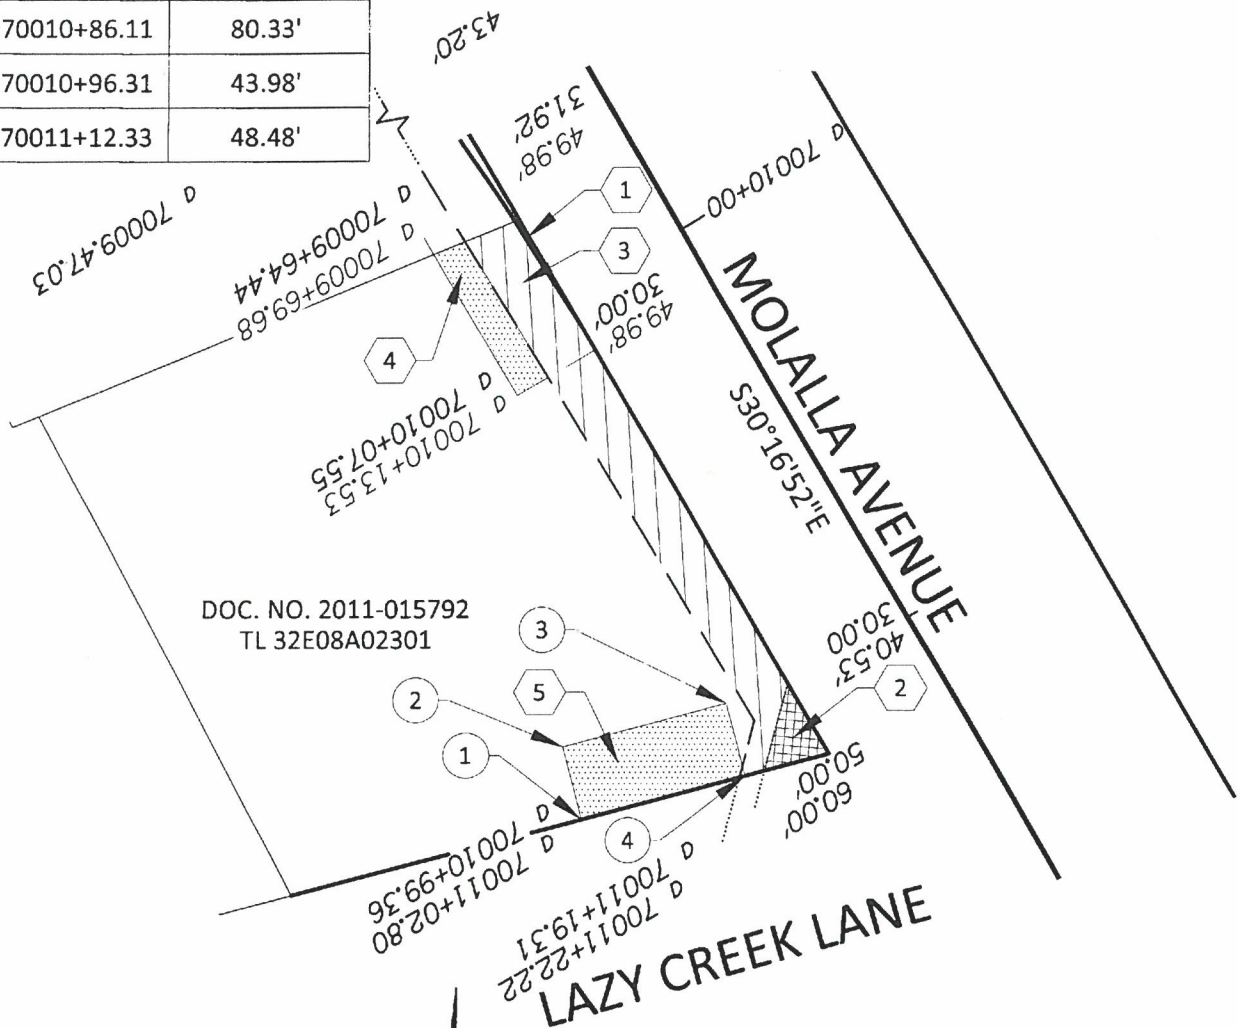 70010+86.11 80.33'
70010+96.31 43.98'
70011+12.33 48.48'
43.20'
31.92'
49.98'
D 70010+00
D 70009.47.03
D 70009+64.44
D 70009+69.68
1
3
4
30.00'
49.98'
D 70010+07.55
D 70010+13.53
MOLALLA AVENUE
S30°16'52"E
DOC. NO. 2011-015792
TL 32E08A02301
3
2
5
1
4
30.00
40.53'
2
50.00'
60.00'
D 70010+99.36
D 70011+02.80
D 70011+19.31
D 70011+22.22
LAZY CREEK LANE